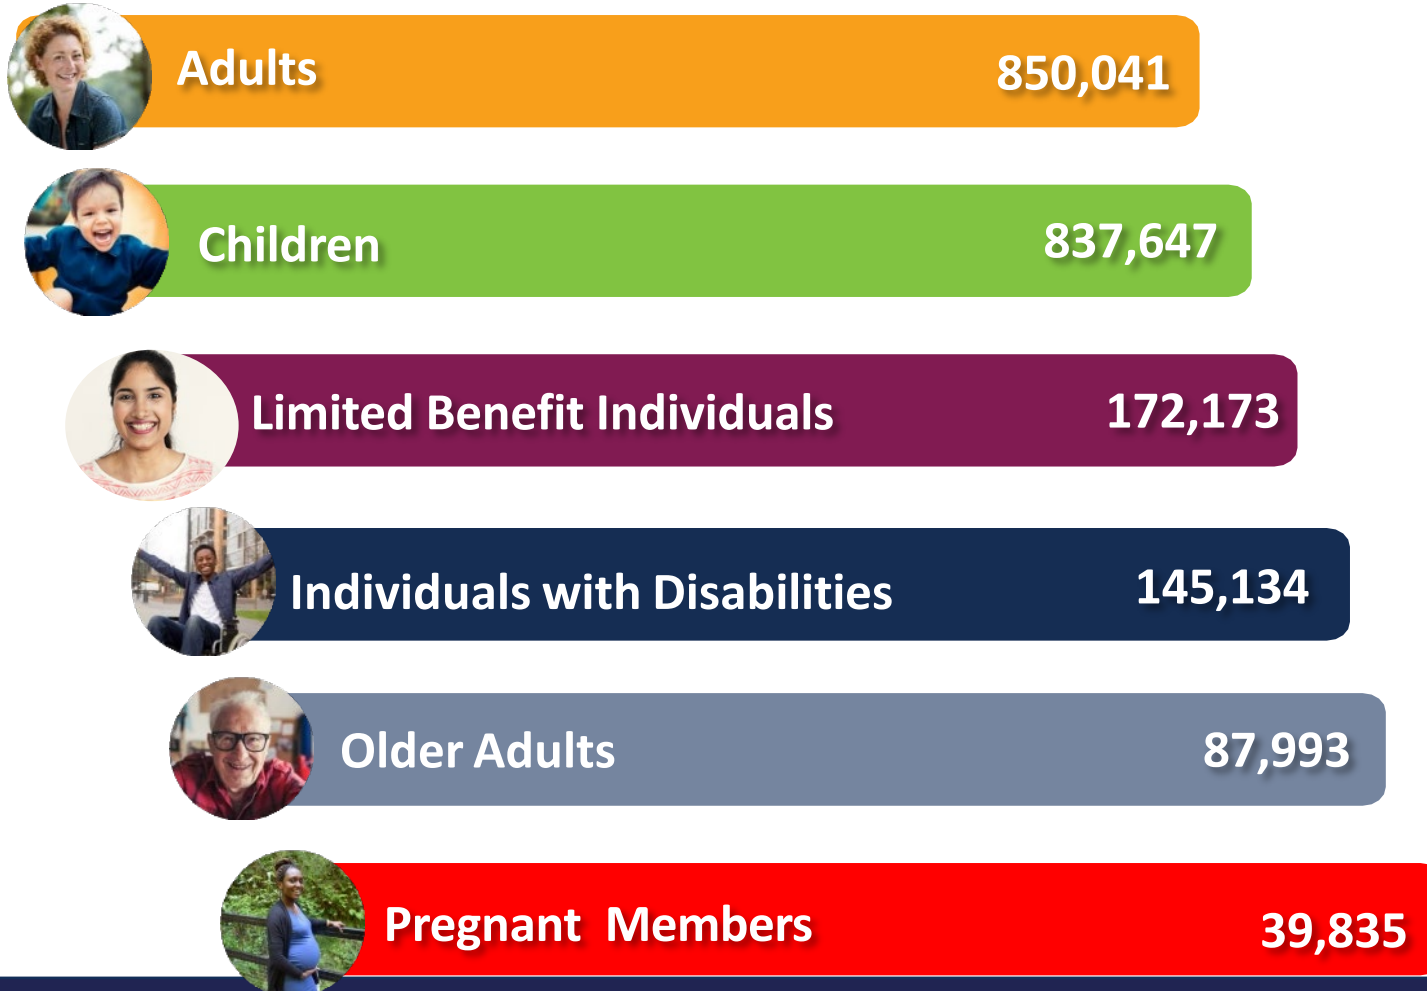 Adults 850,041
Children 837,647
Limited Benefit Individuals 172,173
Individuals with Disabilities 145,134
Older Adults 87,993
Pregnant Members 39,835